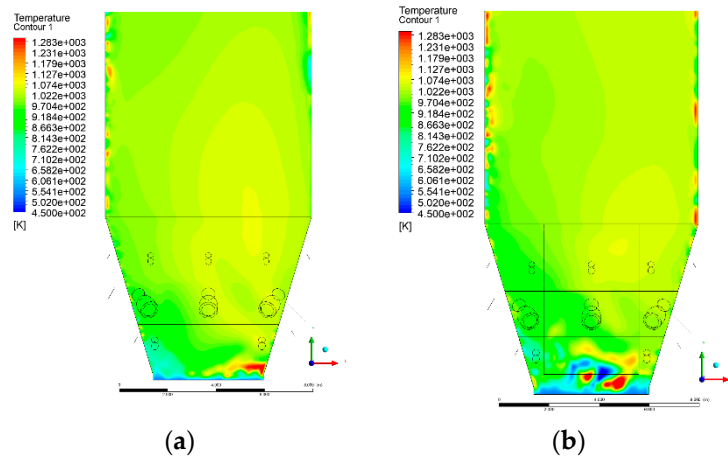 Temperature
Contour 1
1.283e+003
1.231e+003
1.179e+003
1.127e+003
1.074e+003
1.022e+003
9.704e+002
9.184e+002
8.663e+002
8.143e+002
7.622e+002
7.102e+002
6.582e+002
6.061e+002
5.541e+002
5.020e+002
4.500e+002
[K]
(a)
Temperature
Contour 1
1.283e+003
1.231e+003
1.179e+003
1.127e+003
1.074e+003
1.022e+003
9.704e+002
9.184e+002
8.663e+002
8.143e+002
7.622e+002
7.102e+002
6.582e+002
6.061e+002
5.541e+002
5.020e+002
4.500e+002
[K]
(b)